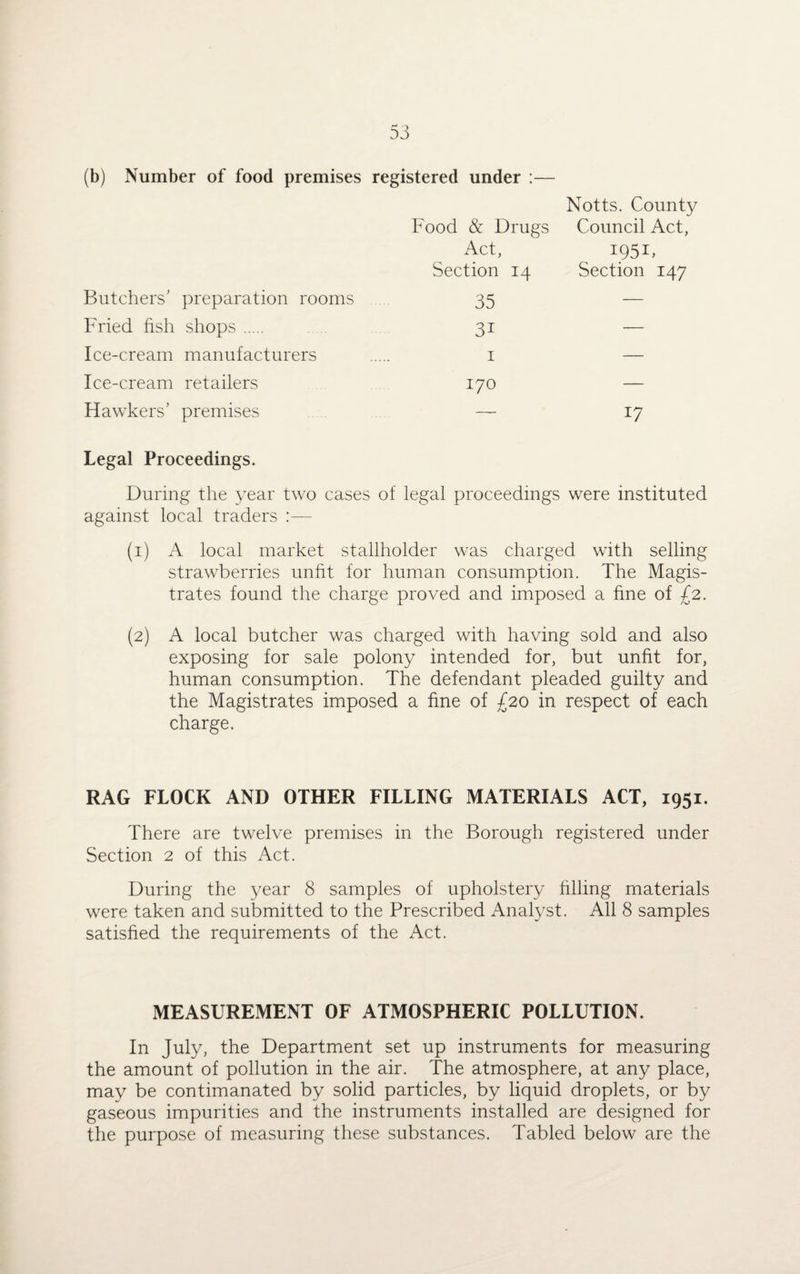 53
(b) Number of food premises registered under :—
Notts. County
Food & Drugs Council Act,
Act, 1951,
Section 14 Section 147
Butchers' preparation rooms ..... 35 —
Fried fish shops ..... 31 —
Ice-cream manufacturers ..... 1 —
Ice-cream retailers 170 —
Hawkers' premises — 17
Legal Proceedings.
During the year two cases of legal proceedings were instituted
against local traders :—
(1) A local market stallholder was charged with selling
strawberries unfit for human consumption. The Magis-
trates found the charge proved and imposed a fine of £2.
(2) A local butcher was charged with having sold and also
exposing for sale polony intended for, but unfit for,
human consumption. The defendant pleaded guilty and
the Magistrates imposed a fine of £20 in respect of each
charge.
RAG FLOCK AND OTHER FILLING MATERIALS ACT, 1951.
There are twelve premises in the Borough registered under
Section 2 of this Act.
During the year 8 samples of upholstery filling materials
were taken and submitted to the Prescribed Analyst. All 8 samples
satisfied the requirements of the Act.
MEASUREMENT OF ATMOSPHERIC POLLUTION.
In July, the Department set up instruments for measuring
the amount of pollution in the air. The atmosphere, at any place,
may be contimanated by solid particles, by liquid droplets, or by
gaseous impurities and the instruments installed are designed for
the purpose of measuring these substances. Tabled below are the